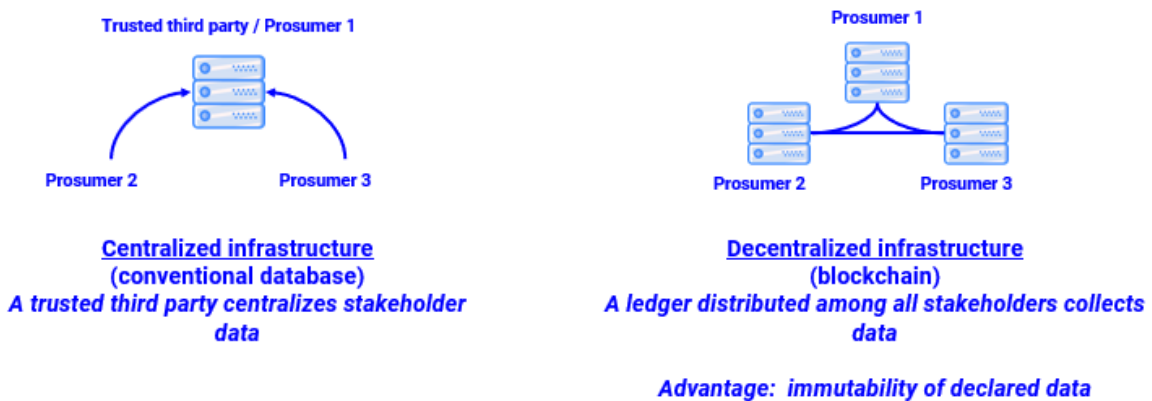 Trusted third party / Prosumer 1
Prosumer 2
Prosumer 3
Centralized infrastructure
(conventional database)
A trusted third party centralizes stakeholder
data
Prosumer 1
Prosumer 2
Prosumer 3
Decentralized infrastructure
(blockchain)
A ledger distributed among all stakeholders collects
data
Advantage: immutability of declared data